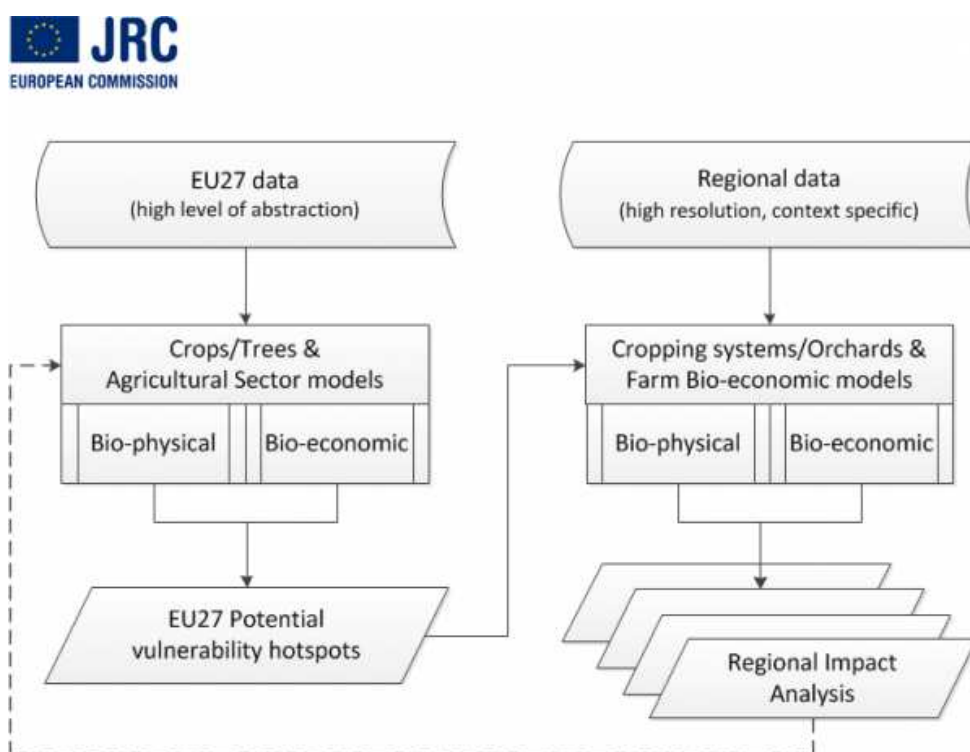 JRC
EUROPEAN COMMISSION
EU27 data
(high level of abstraction)
Regional data
(high resolution, context specific)
Crops/Trees &
Agricultural Sector models
Bio-physical
Bio-economic
Cropping systems/Orchards &
Farm Bio-economic models
Bio-physical
Bio-economic
EU27 Potential
vulnerability hotspots
Regional Impact
Analysis